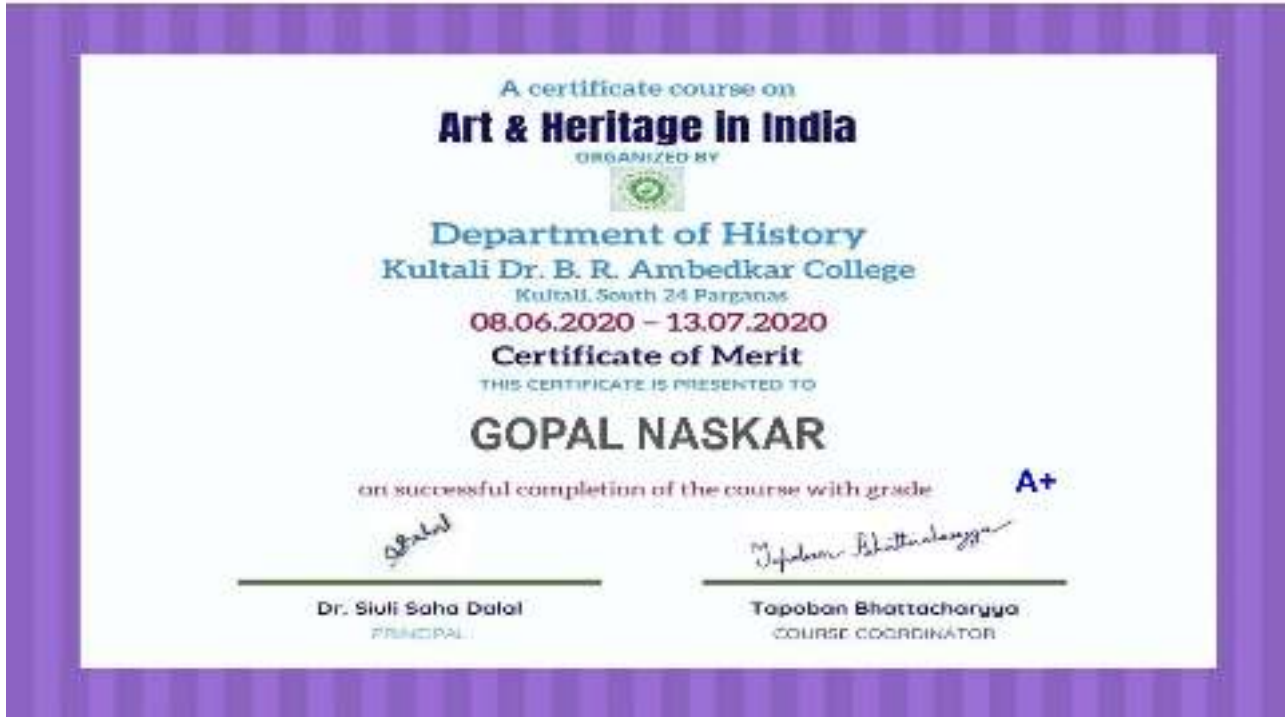 A certificate course on
Art & Heritage in India
ORGANIZED BY
Department of History
Kultali Dr. B. R. Ambedkar College
Kultali, South 24 Parganas
08.06.2020 – 13.07.2020
Certificate of Merit
THIS CERTIFICATE IS PRESENTED TO
GOPAL NASKAR
on successful completion of the course with grade A+
Tapoban Bhattacharyya
Dr. Siuli Saha Dalal
Tapoban Bhattacharyya
PRINCIPAL
COURSE COORDINATOR